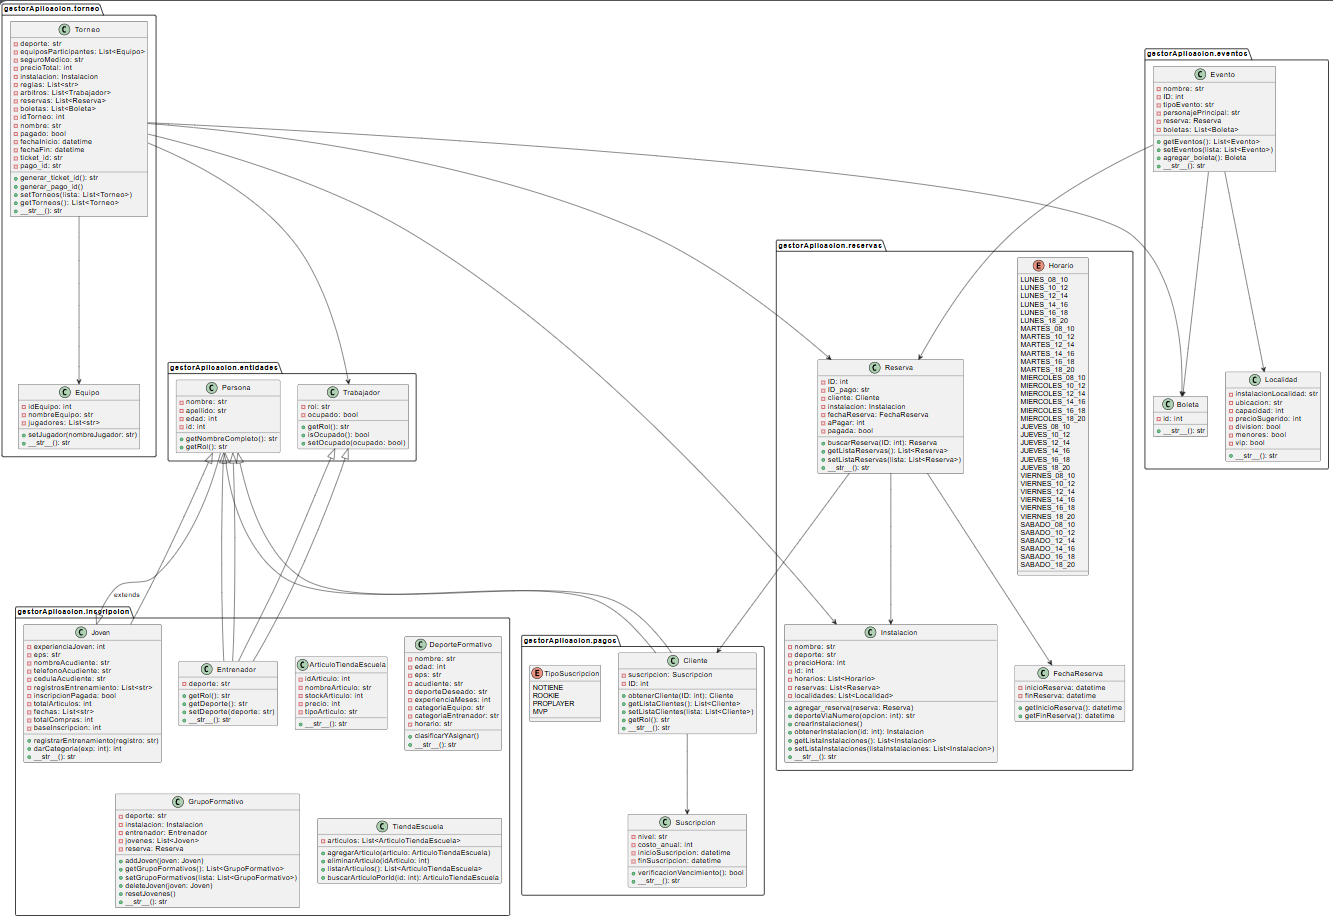 gestorAplicacion.torneo
Torneo
deporte: str
equiposParticipantes: List<Equipo>
seguroMedico: str
precioTotal: int
instalacion: Instalacion
reglas: List<str>
arbitros: List<Trabajador>
reservas: List<Reserva>
boletas: List<Boleta>
idTorneo: int
nombre: str
pagado: bool
fechaInicio: datetime
fechaFin: datetime
ticket_id: str
pago_id: str
generar_ticket_id(): str
generar_pago_id()
setTorneos(lista: List<Torneo>)
getTorneos(): List<Torneo>
__str__(): str
Equipo
idEquipo: int
nombreEquipo: str
jugadores: List<str>
setJugador(nombreJugador: str)
__str__(): str
gestorAplicacion.entidades
Persona
nombre: str
apellido: str
edad: int
id: int
getNombreCompleto(): str
getRol(): str
Trabajador
rol: str
ocupado: bool
getRol(): str
isOcupado(): bool
setOcupado(ocupado: bool)
gestorAplicacion.eventos
Evento
nombre: str
ID: int
tipoEvento: str
personajePrincipal: str
reserva: Reserva
boletas: List<Boleta>
getEventos(): List<Evento>
setEventos(lista: List<Evento>)
agregar_boleta(): Boleta
__str__(): str
Boleta
id: int
__str__(): str
Localidad
instalacionLocalidad: str
ubicacion: str
capacidad: int
precioSugerido: int
division: bool
menores: bool
vip: bool
__str__(): str
gestorAplicacion.reservas
Horario
LUNES_08_10
LUNES_10_12
LUNES_12_14
LUNES_14_16
LUNES_16_18
LUNES_18_20
MARTES_08_10
MARTES_10_12
MARTES_12_14
MARTES_14_16
MARTES_16_18
MARTES_18_20
MIERCOLES_08_10
MIERCOLES_10_12
MIERCOLES_12_14
MIERCOLES_14_16
MIERCOLES_16_18
MIERCOLES_18_20
JUEVES_08_10
JUEVES_10_12
JUEVES_12_14
JUEVES_14_16
JUEVES_16_18
JUEVES_18_20
VIERNES_08_10
VIERNES_10_12
VIERNES_12_14
VIERNES_14_16
VIERNES_16_18
VIERNES_18_20
SABADO_08_10
SABADO_10_12
SABADO_12_14
SABADO_14_16
SABADO_16_18
SABADO_18_20
Reserva
ID: int
ID_pago: str
cliente: Cliente
instalacion: Instalacion
fechaReserva: FechaReserva
aPagar: int
pagada: bool
buscarReserva(ID: int): Reserva
getListaReservas(): List<Reserva>
setListaReservas(lista: List<Reserva>)
__str__(): str
Instalacion
nombre: str
deporte: str
precioHora: int
id: int
horarios: List<Horario>
reservas: List<Reserva>
localidades: List<Localidad>
agregar_reserva(reserva: Reserva)
deporteViaNumero(opcion: int): str
crearInstalaciones()
obtenerInstalacion(id: int): Instalacion
getListaInstalaciones(): List<Instalacion>
setListaInstalaciones(listaInstalaciones: List<Instalacion>)
__str__(): str
FechaReserva
inicioReserva: datetime
finReserva: datetime
getInicioReserva(): datetime
getFinReserva(): datetime
extends
gestorAplicacion.inscripcion
Joven
experienciaJoven: int
eps: str
nombreAcudiente: str
telefonoAcudiente: str
cedulaAcudiente: str
registrosEntrenamiento: List<str>
inscripcionPagada: bool
totalArticulos: int
fechas: List<str>
totalCompras: int
baseInscripcion: int
registrarEntrenamiento(registro: str)
darCategoria(exp: int): int
__str__(): str
Entrenador
deporte: str
getRol(): str
getDeporte(): str
setDeporte(deporte: str)
__str__(): str
ArticuloTiendaEscuela
idArticulo: int
nombreArticulo: str
stockArticulo: int
precio: int
tipoArticulo: str
__str__(): str
DeporteFormativo
nombre: str
edad: int
eps: str
acudiente: str
deporteDeseado: str
experienciaMeses: int
categoriaEquipo: str
categoriaEntrenador: str
horario: str
clasificarYAsignar()
__str__(): str
GrupoFormativo
deporte: str
instalacion: Instalacion
entrenador: Entrenador
jovenes: List<Joven>
reserva: Reserva
addJoven(joven: Joven)
getGrupoFormativos(): List<GrupoFormativo>
setGrupoFormativos(lista: List<GrupoFormativo>)
deleteJoven(joven: Joven)
resetJovenes()
__str__(): str
TiendaEscuela
articulos: List<ArticuloTiendaEscuela>
agregarArticulo(articulo: ArticuloTiendaEscuela)
eliminarArticulo(idArticulo: int)
listarArticulos(): List<ArticuloTiendaEscuela>
buscarArticuloPorId(id: int): ArticuloTiendaEscuela
gestorAplicacion.pagos
TipoSuscripcion
NOTIENE
ROOKIE
PROPLAYER
MVP
Cliente
suscripcion: Suscripcion
ID: int
obtenerCliente(ID: int): Cliente
getListaClientes(): List<Cliente>
setListaClientes(lista: List<Cliente>)
getRol(): str
__str__(): str
Suscripcion
nivel: str
costo_anual: int
inicioSuscripcion: datetime
finSuscripcion: datetime
verificacionVencimiento(): bool
__str__(): str